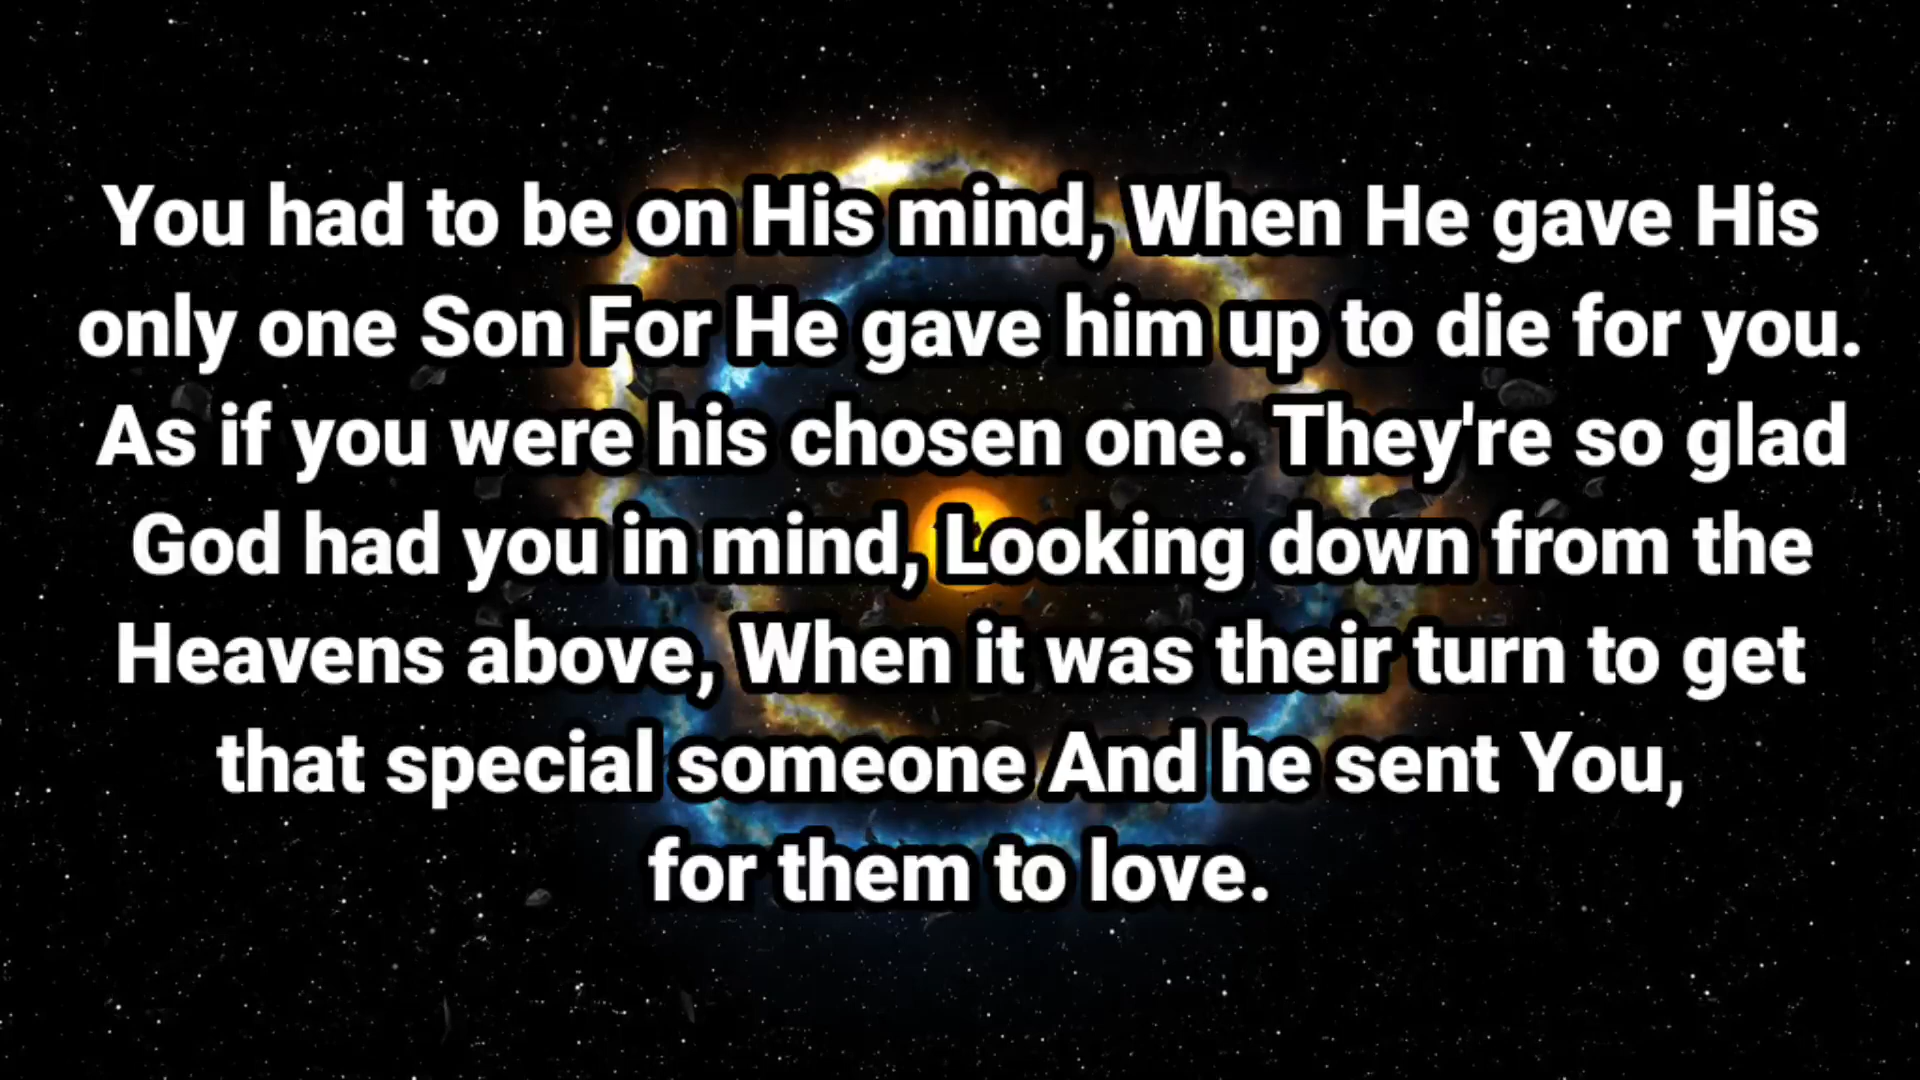 You had to be on His mind, When He gave His
only one Son For He gave him up to die for you.
As if you were his chosen one. They're so glad
God had you in mind, Looking down from the
Heavens above, When it was their turn to get
that special someone And he sent You,
for them to love.